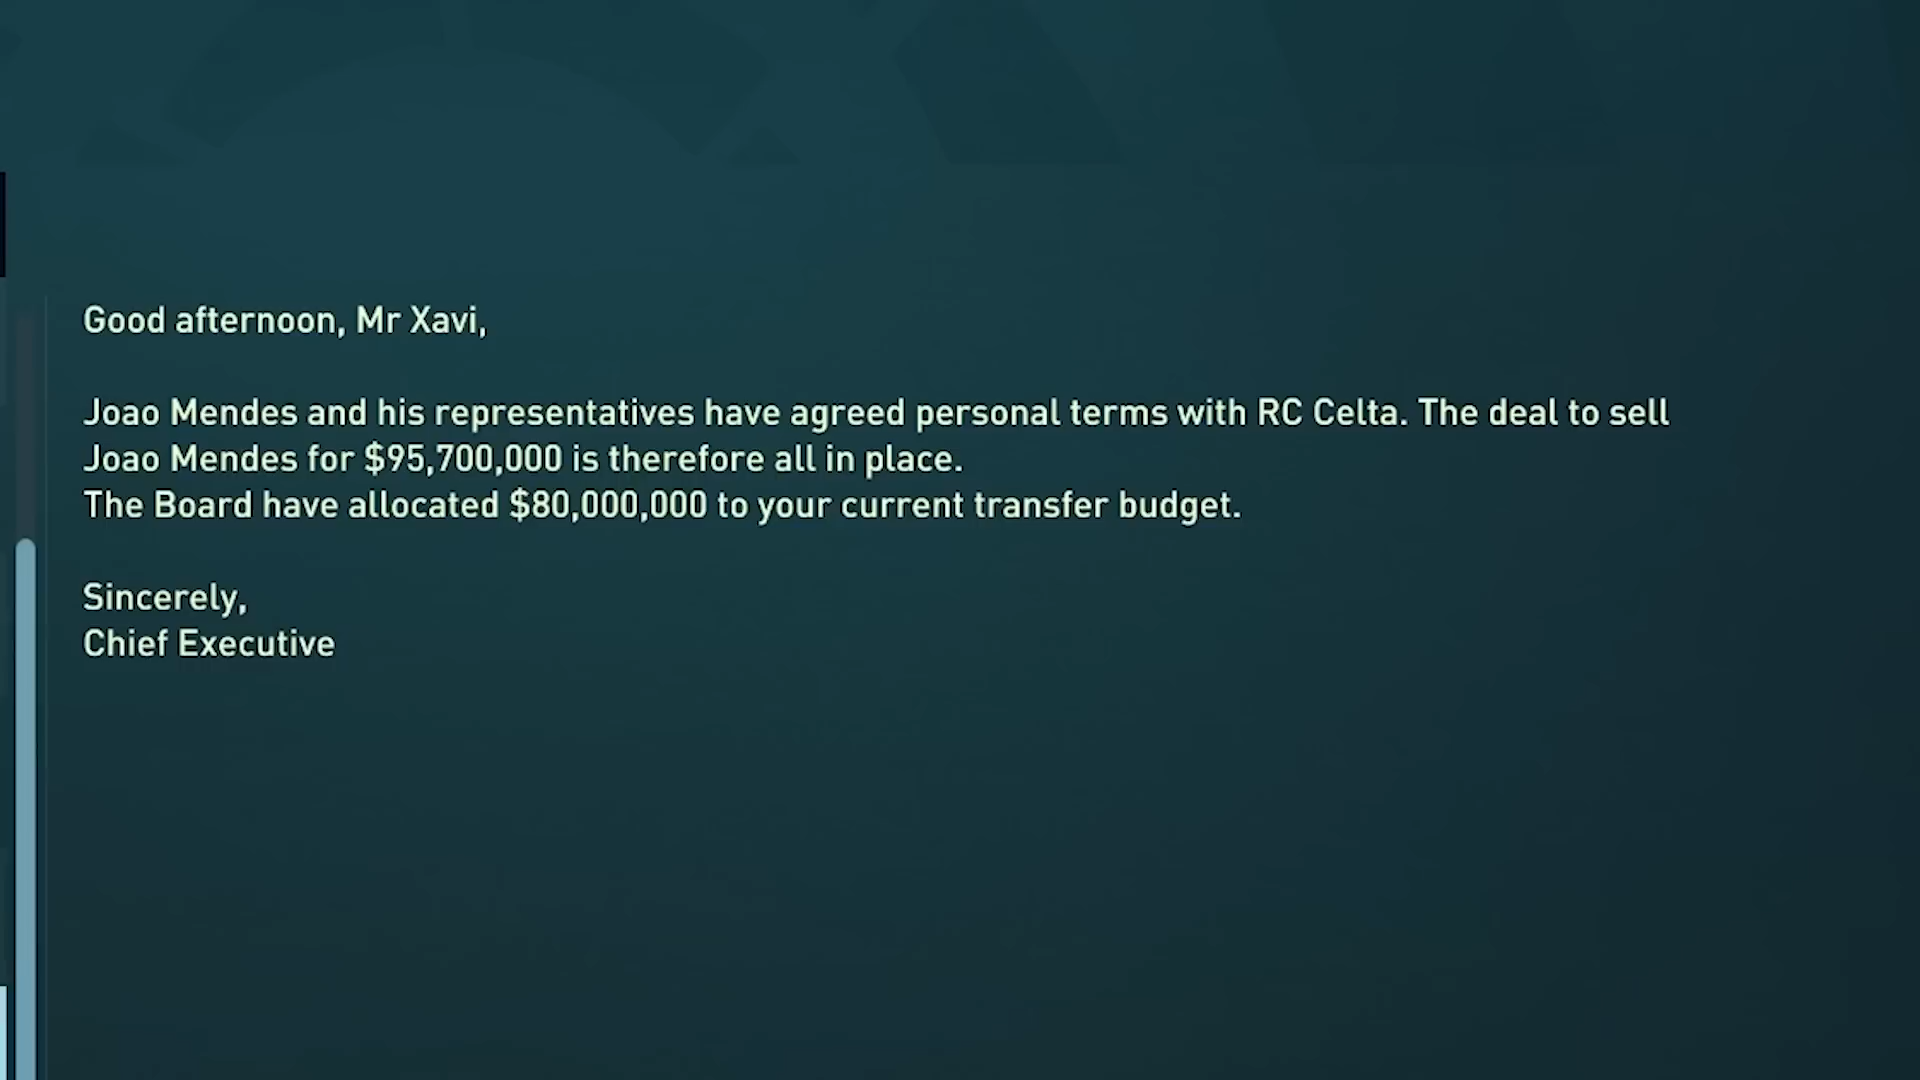 Good afternoon, Mr Xavi,
Joao Mendes and his representatives have agreed personal terms with RC Celta. The deal to sell
Joao Mendes for $95,700,000 is therefore all in place.
The Board have allocated $80,000,000 to your current transfer budget.
Sincerely,
Chief Executive